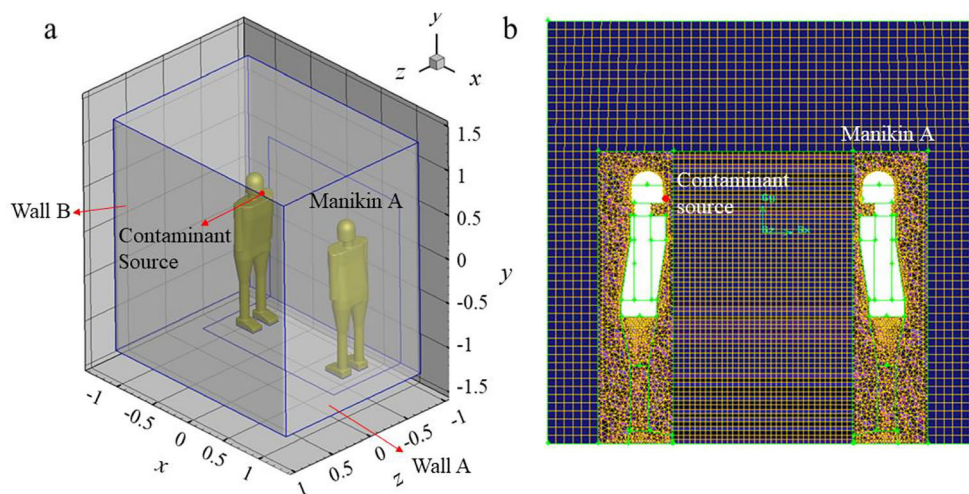 a
y
z
x
1.5
1
0.5
0
-0.5
-1
-1.5
y
Wall B
Contaminant
Source
Manikin A
-1
-0.5
0
0.5
1
x
1
0.5
0
-0.5
-1
z
Wall A
b
Manikin A
Contaminant
source